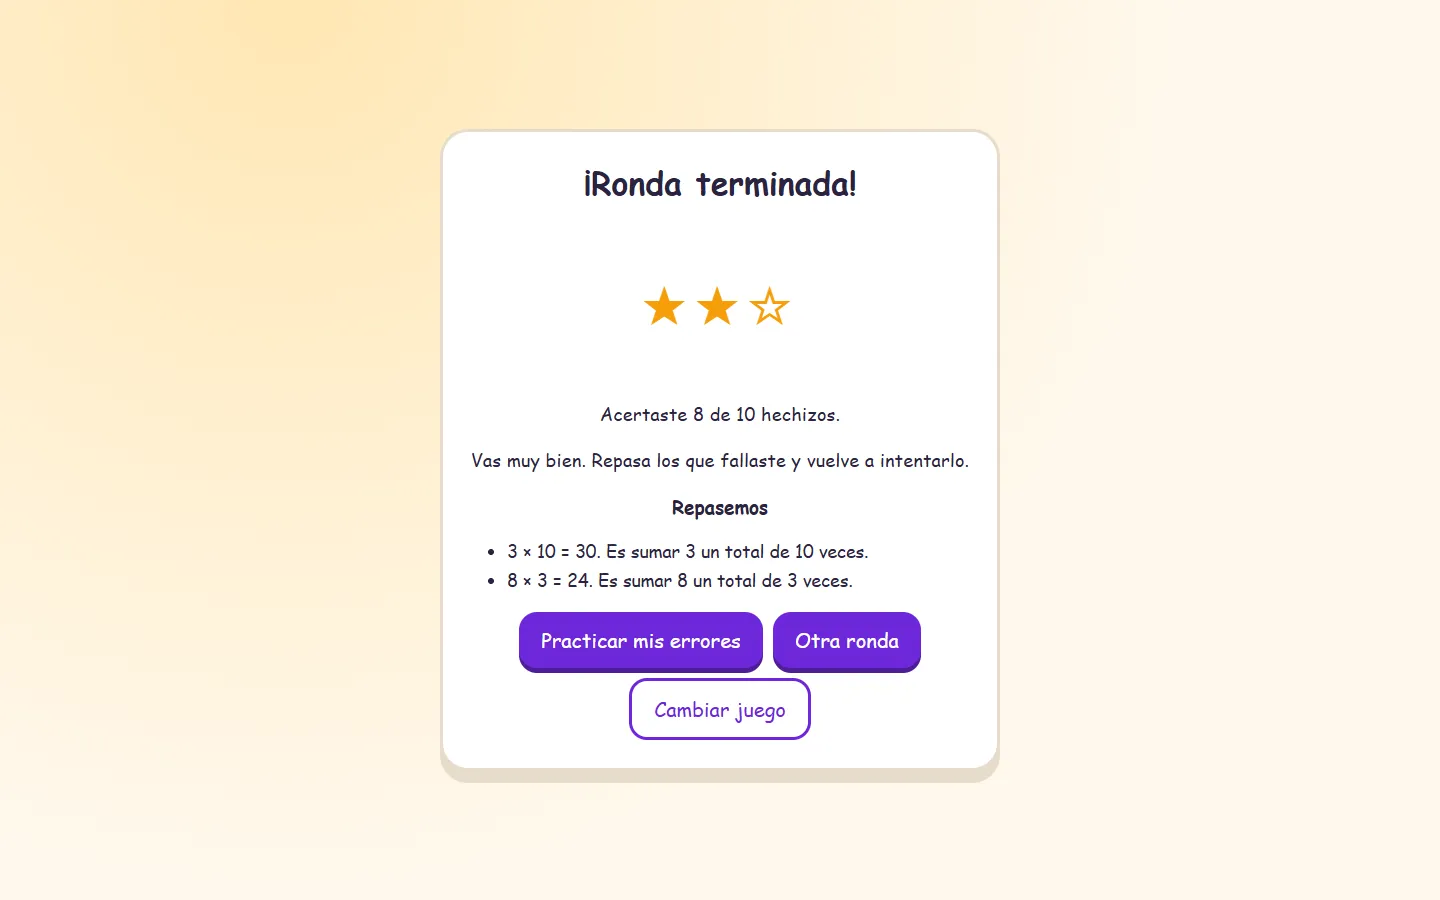 ¡Ronda terminada!
Acertaste 8 de 10 hechizos.
Vas muy bien. Repasa los que fallaste y vuelve a intentarlo.
Repasemos
• 3 × 10 = 30. Es sumar 3 un total de 10 veces.
• 8 × 3 = 24. Es sumar 8 un total de 3 veces.
Practicar mis errores
Otra ronda
Cambiar juego